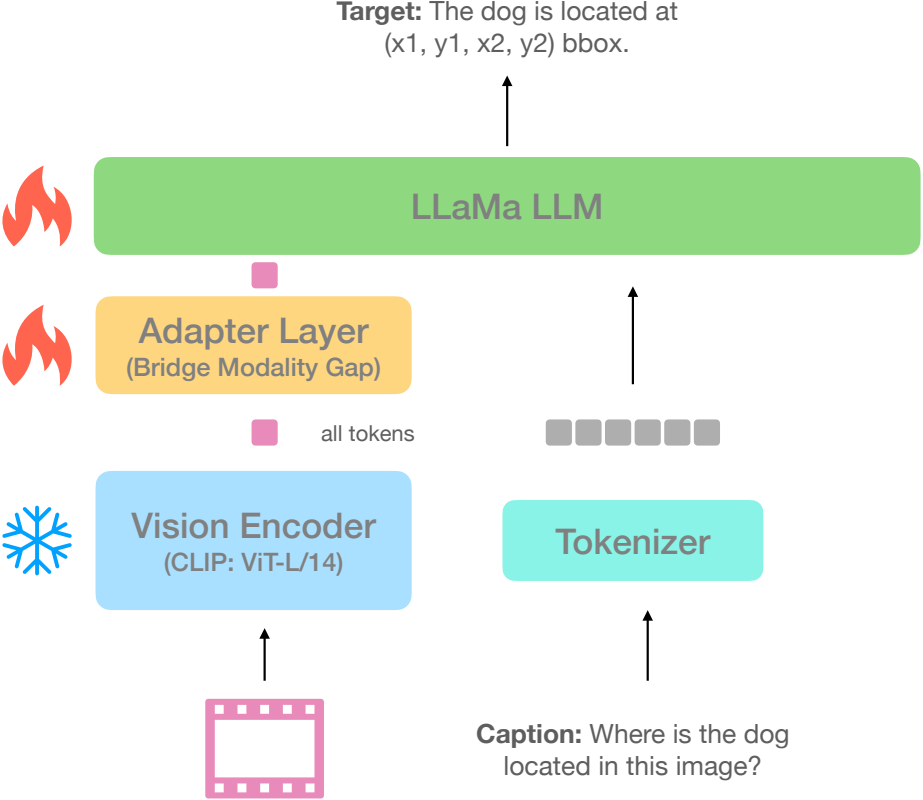 Target: The dog is located at
(x1, y1, x2, y2) bbox.
LLaMa LLM
Adapter Layer
(Bridge Modality Gap)
all tokens
Vision Encoder
(CLIP: ViT-L/14)
Tokenizer
Caption: Where is the dog
located in this image?